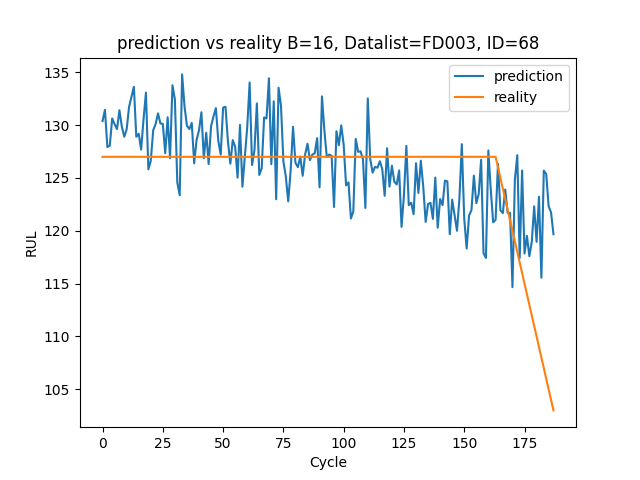 prediction vs reality B=16, Datalist=FD003, ID=68
prediction
reality
RUL
135
130
125
120
115
110
105
0 25 50 75 100 125 150 175
Cycle